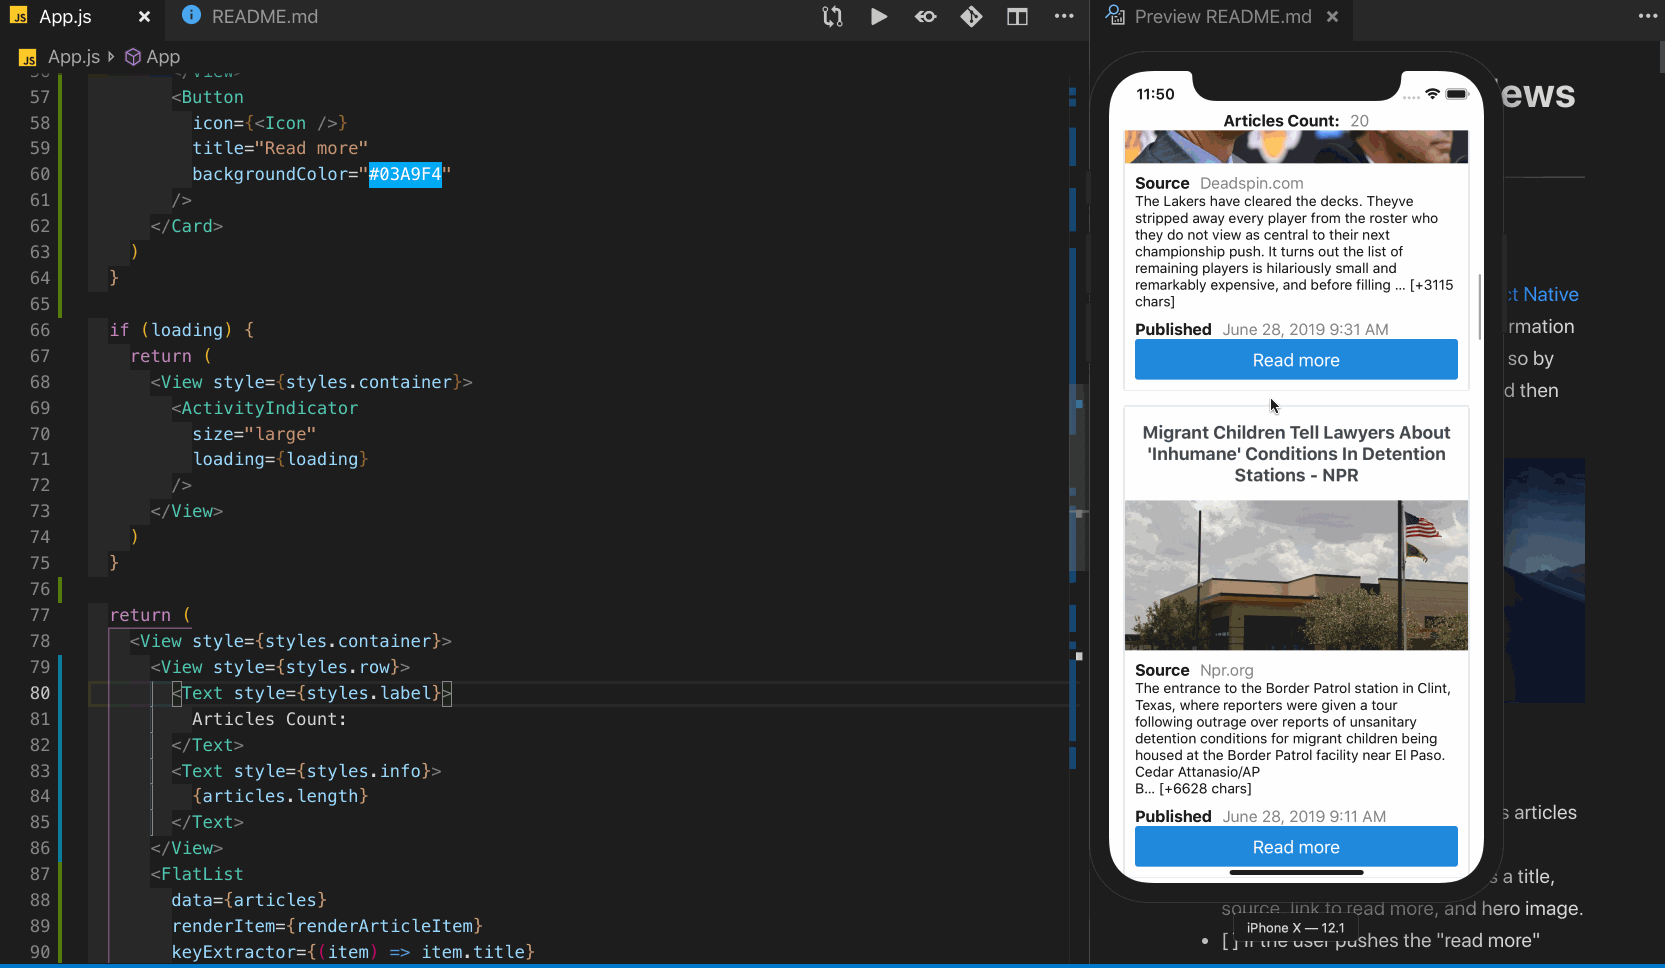 App.js
README.md
Preview README.md
App.js
App
56
</View>
57
<Button
58
icon={<Icon />}
59
title="Read more"
60
backgroundColor="#03A9F4"
61
/>
62
</Card>
63
)
64
}
65
66
if (loading) {
67
return (
68
<View style={styles.container}>
69
<ActivityIndicator
70
size="large"
71
loading={loading}
72
/>
73
</View>
74
)
75
}
76
77
return (
78
<View style={styles.container}>
79
<View style={styles.row}>
80
<Text style={styles.label}>
81
Articles Count:
82
</Text>
83
<Text style={styles.info}>
84
{articles.length}
85
</Text>
86
</View>
87
<FlatList
88
data={articles}
89
renderItem={renderArticleItem}
90
keyExtractor={(item) => item.title}
11:50
Articles Count: 20
Source Deadspin.com
The Lakers have cleared the decks. Theyve
stripped away every player from the roster who
they do not view as central to their next
championship push. It turns out the list of
remaining players is hilariously small and
remarkably expensive, and before filling … [+3115
chars]
Published June 28, 2019 9:31 AM
Read more
Migrant Children Tell Lawyers About
'Inhumane' Conditions In Detention
Stations - NPR
Source Npr.org
The entrance to the Border Patrol station in Clint,
Texas, where reporters were given a tour
following outrage over reports of unsanitary
detention conditions for migrant children being
housed at the Border Patrol facility near El Paso.
Cedar Attanasio/AP
B… [+6628 chars]
Published June 28, 2019 9:11 AM
Read more
iPhone X — 12.1
ews
ct Native
rmation
so by
d then
s articles
s a title,
source, link to read more, and hero image.
• [ ] If the user pushes the "read more"